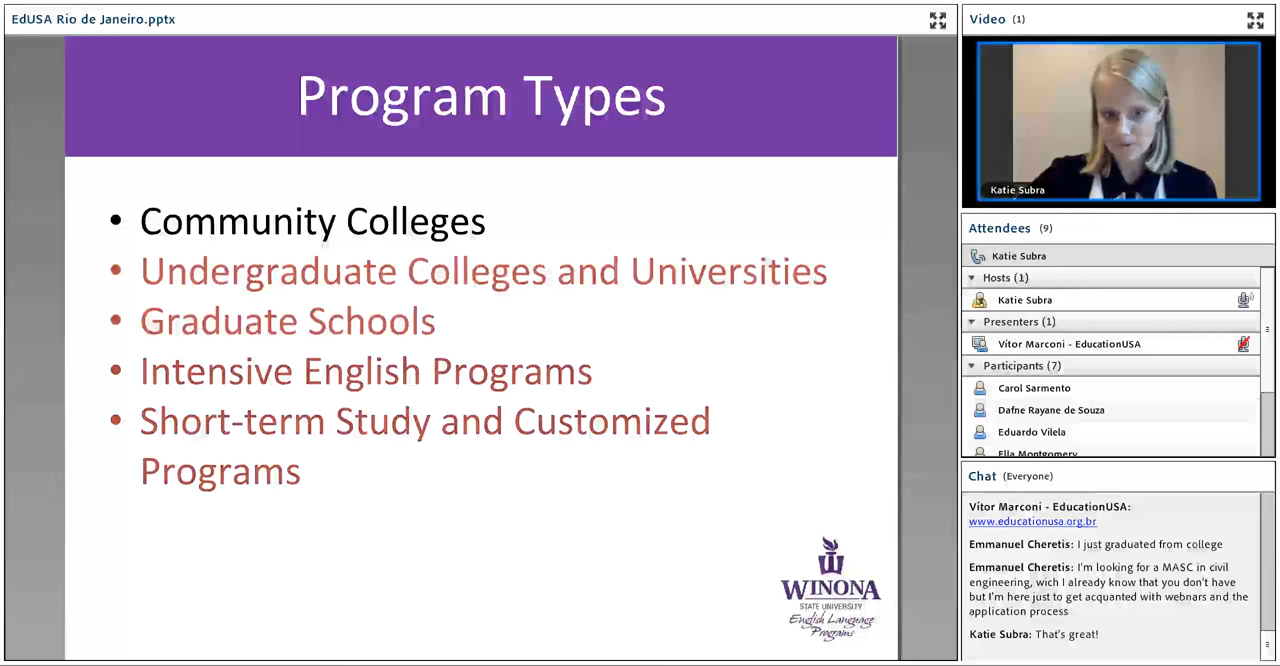 EdUSA Rio de Janeiro.pptx
Program Types
• Community Colleges
• Undergraduate Colleges and Universities
• Graduate Schools
• Intensive English Programs
• Short-term Study and Customized
Programs
WINONA
STATE UNIVERSITY
English Language
Programs
Video (1)
Katie Subra
Attendees (9)
Katie Subra
Hosts (1)
Katie Subra
Presenters (1)
Vítor Marconi - EducationUSA
Participants (7)
Carol Sarmento
Dafne Rayane de Souza
Eduardo Vilela
Ella Montgomery
Chat (Everyone)
Vítor Marconi - EducationUSA:
www.educationusa.org.br
Emmanuel Cheretis: I just graduated from college
Emmanuel Cheretis: I'm looking for a MASC in civil
engineering, wich I already know that you don't have
but I'm here just to get acquanted with webnars and the
application process
Katie Subra: That's great!